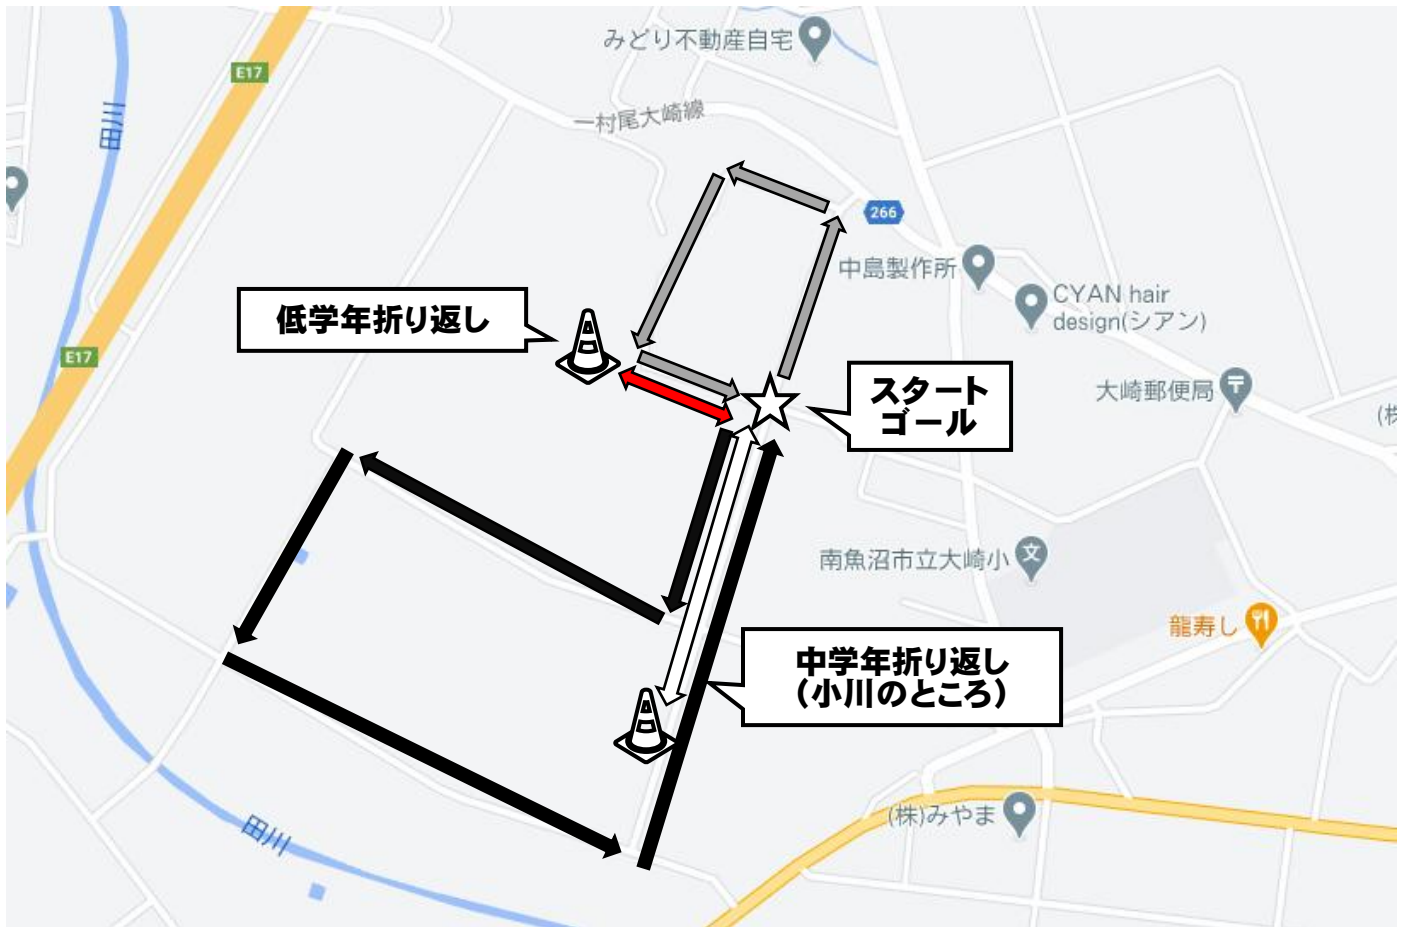 みどり不動産自宅
E17
田川
一村尾大崎線
266
中島製作所
CYAN hair
design(シアン)
低学年折り返し
E17
スタート
ゴール
大崎郵便局
(株
南魚沼市立大崎小
文
龍寿し
中学年折り返し
(小川のところ)
(株)みやま
田川